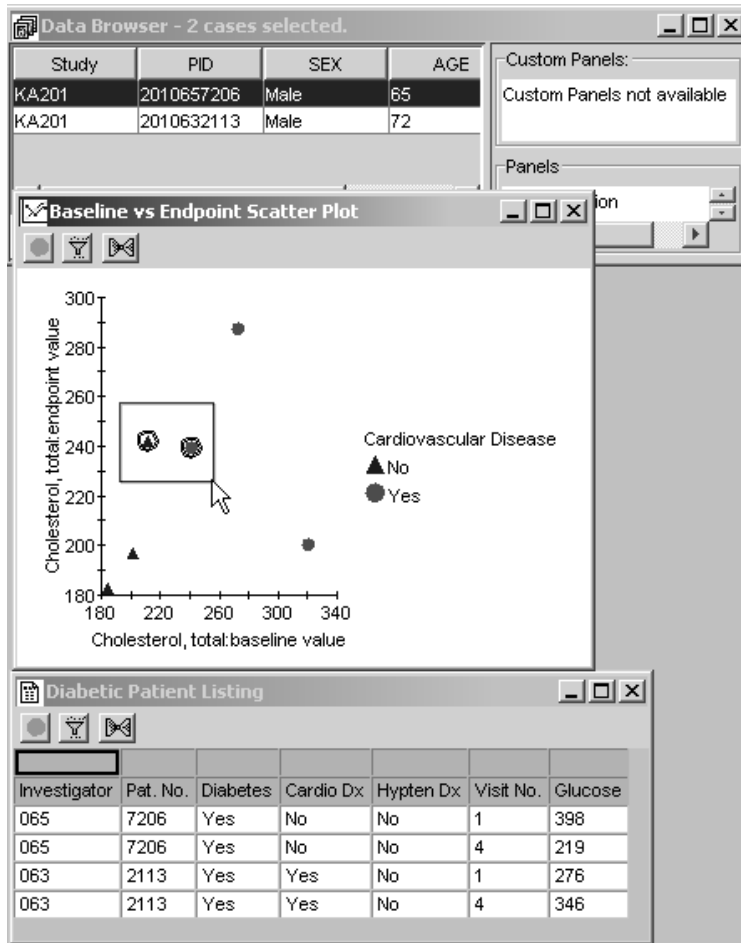 Data Browser - 2 cases selected.
Study PID SEX AGE
KA201 2010657206 Male 65
KA201 2010632113 Male 72
Custom Panels:
Custom Panels not available
Panels
ion
Baseline vs Endpoint Scatter Plot
Cholesterol, total:endpoint value
300
280
260
240
220
200
180
180 220 260 300 340
Cholesterol, total:baseline value
Cardiovascular Disease
No
Yes
Diabetic Patient Listing
Investigator Pat. No. Diabetes Cardio Dx Hypten Dx Visit No. Glucose
065 7206 Yes No No 1 398
065 7206 Yes No No 4 219
063 2113 Yes Yes No 1 276
063 2113 Yes Yes No 4 346